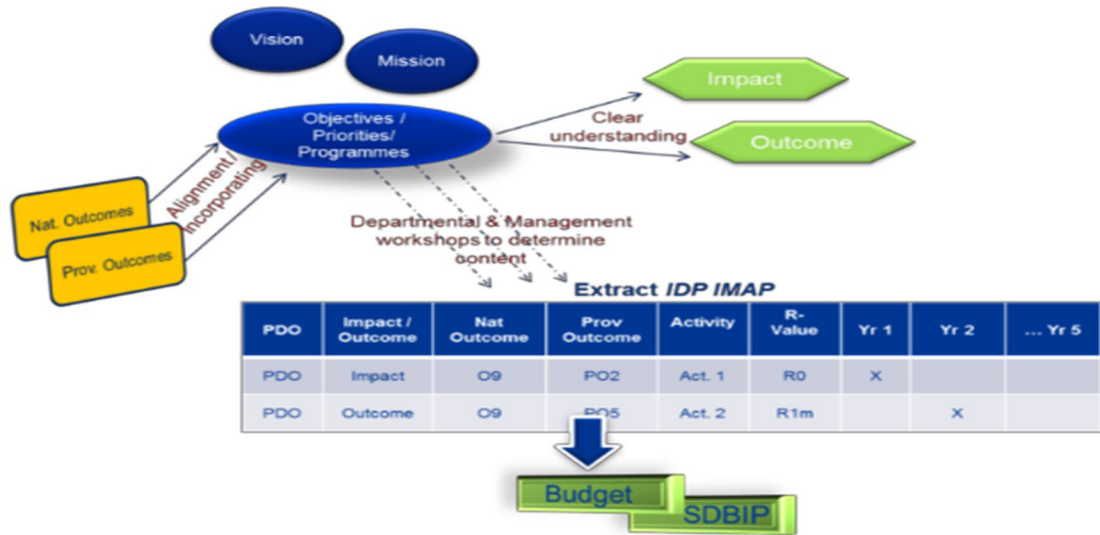 Vision
Mission
Objectives /
Priorities/
Programmes
Impact
Clear
understanding
Outcome
Alignment /
Incorporating
Nat. Outcomes
Prov. Outcomes
Departmental & Management
workshops to determine
content
Extract IDP IMAP
PDO Impact / Outcome Nat Outcome Prov Outcome Activity R-Value Yr 1 Yr 2 ... Yr 5
PDO Impact O9 PO2 Act. 1 R0 X
PDO Outcome O9 PO5 Act. 2 R1m X
Budget
SDBIP